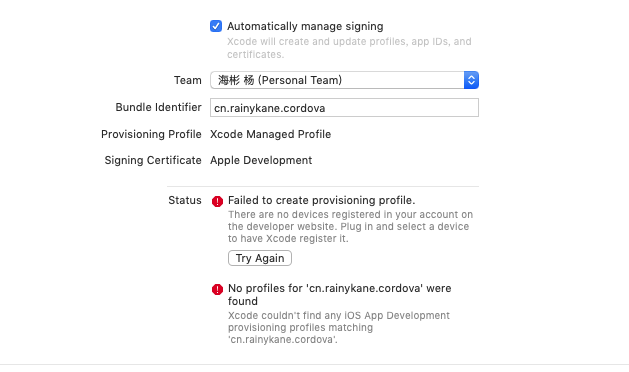 Automatically manage signing
Xcode will create and update profiles, app IDs, and
certificates.
Team 海彬 杨 (Personal Team)
Bundle Identifier cn.rainykane.cordova
Provisioning Profile Xcode Managed Profile
Signing Certificate Apple Development
Status Failed to create provisioning profile.
There are no devices registered in your account on
the developer website. Plug in and select a device
to have Xcode register it.
Try Again
No profiles for 'cn.rainykane.cordova' were
found
Xcode couldn't find any iOS App Development
provisioning profiles matching
'cn.rainykane.cordova'.